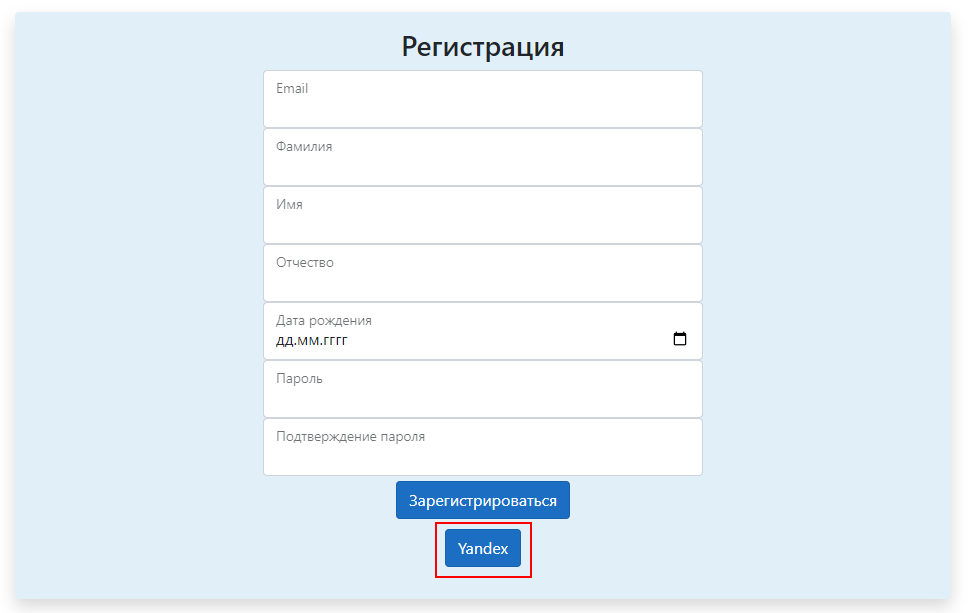 Регистрация
Email
Фамилия
Имя
Отчество
Дата рождения
дд.мм.гггг
Пароль
Подтверждение пароля
Зарегистрироваться
Yandex